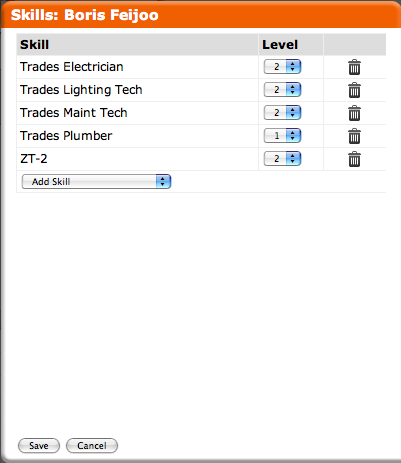 Skills: Boris Feijoo
Skill Level
Trades Electrician 2
Trades Lighting Tech 2
Trades Maint Tech 2
Trades Plumber 1
ZT-2 2
Add Skill
Save Cancel